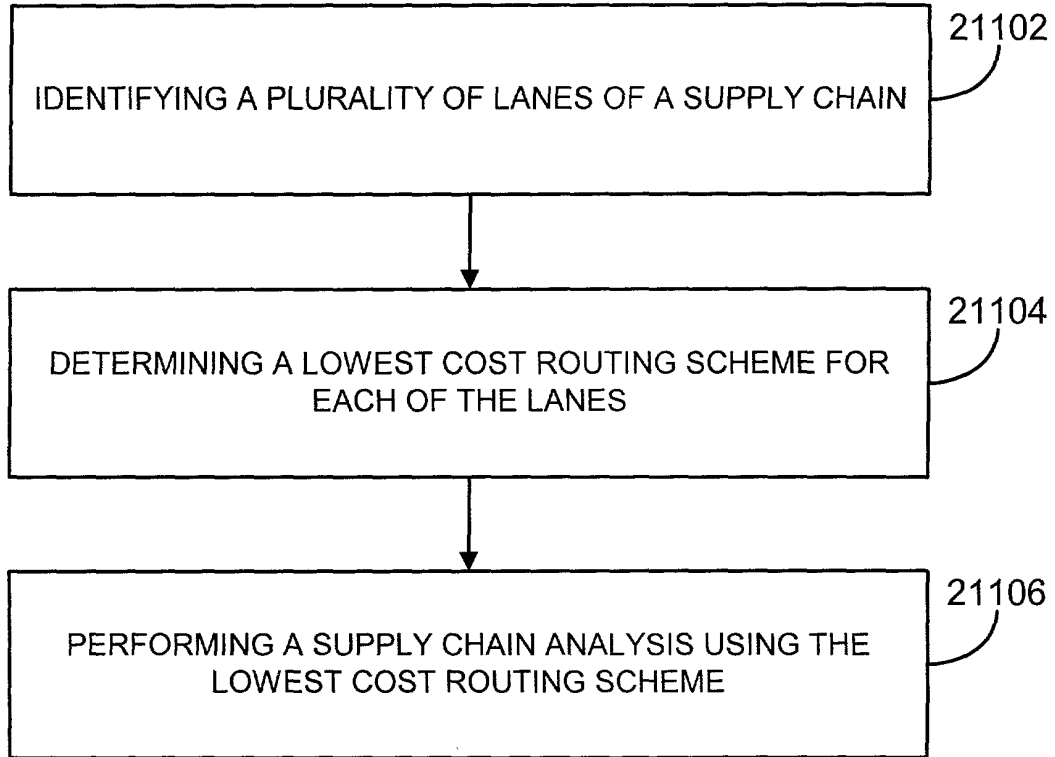 21102
IDENTIFYING A PLURALITY OF LANES OF A SUPPLY CHAIN
21104
DETERMINING A LOWEST COST ROUTING SCHEME FOR
EACH OF THE LANES
21106
PERFORMING A SUPPLY CHAIN ANALYSIS USING THE
LOWEST COST ROUTING SCHEME